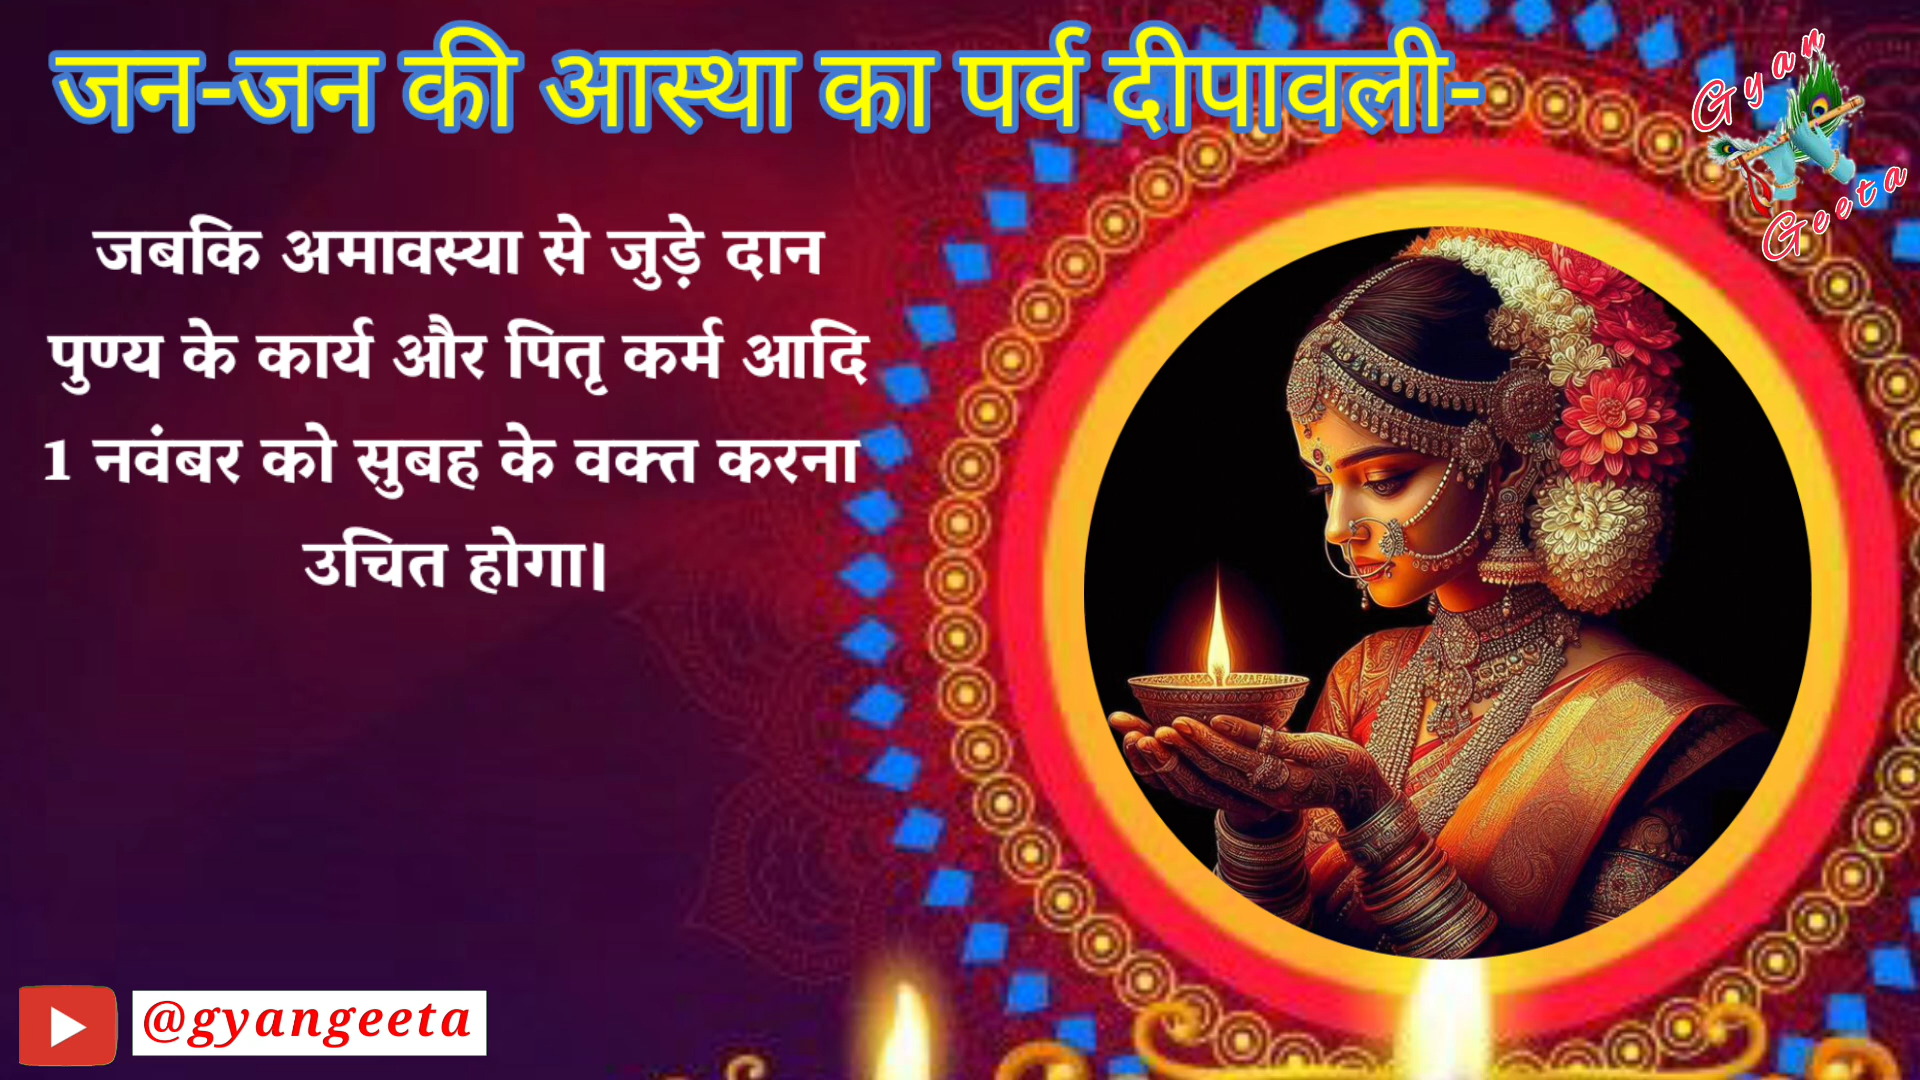 जन-जन की आस्था का पर्व दीपावली-
Gyan
Geeta
जबकि अमावस्या से जुड़े दान
पुण्य के कार्य और पितृ कर्म आदि
1 नवंबर को सुबह के वक्त करना
उचित होगा।
@gyangeeta